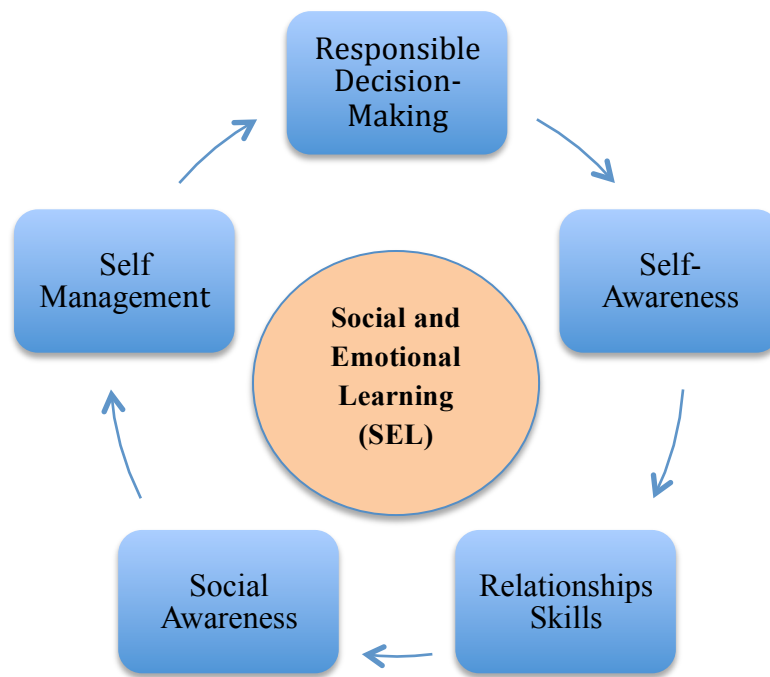 Responsible
Decision-
Making
Self
Management
Self-
Awareness
Social and
Emotional
Learning
(SEL)
Social
Awareness
Relationships
Skills